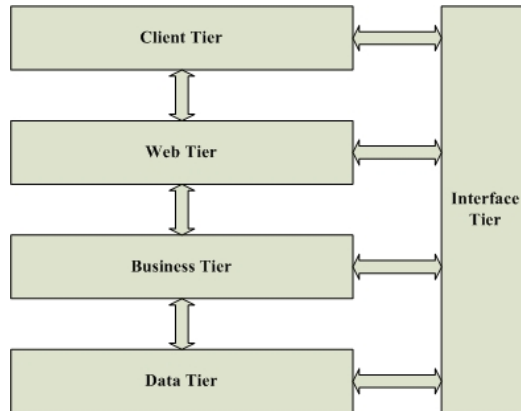 Client Tier
Web Tier
Interface
Tier
Business Tier
Data Tier